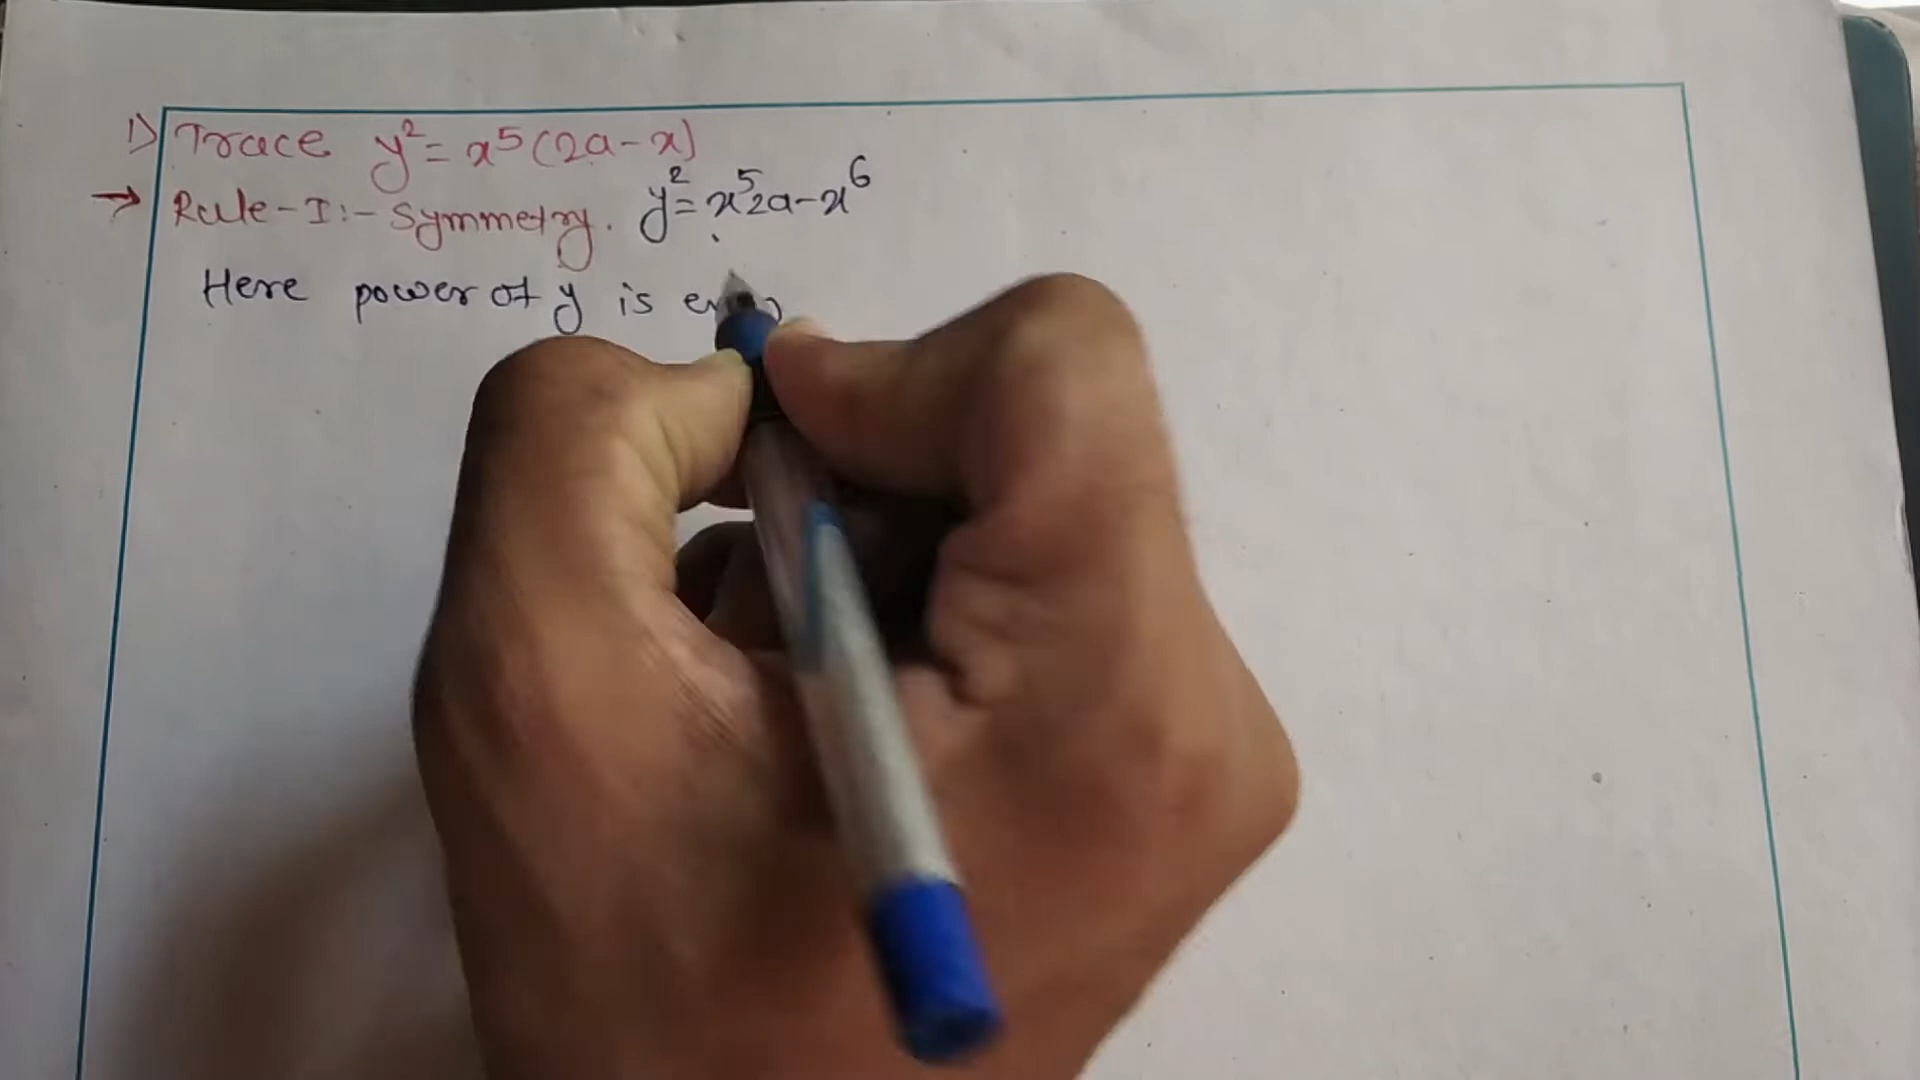 1) Trace y² = x⁵(2a-x)
→ Rule-I:- Symmetry. y² = x⁵2a-x⁶
Here power of y is